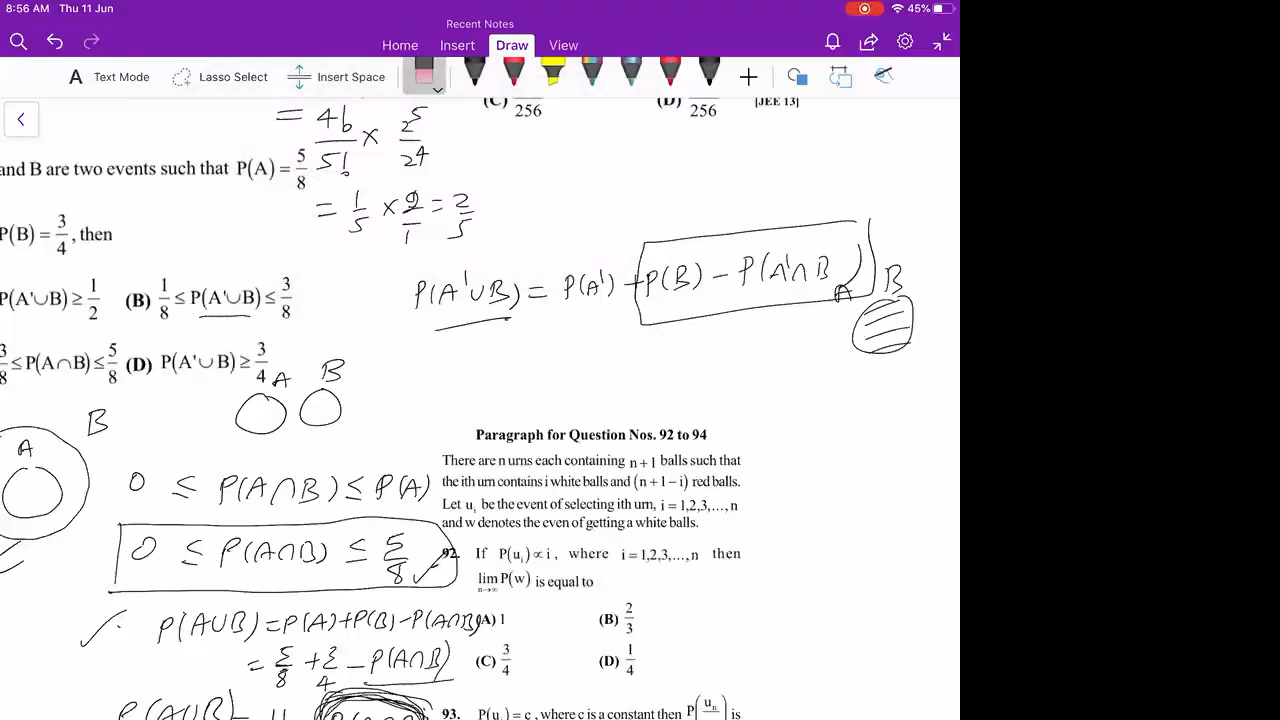 8:56 AM Thu 11 Jun
45%
Recent Notes
Home Insert Draw View
A Text Mode Lasso Select Insert Space
(C) 256 (D) 256 [JEE 13]
= 4b/5! × 2^5/2^4
and B are two events such that P(A) = 5/8
= 1/5 × 2/1 = 2/5
P(B) = 3/4, then
P(A'∪B) = P(A') + P(B) − P(A'∩B)
A B
P(A'∪B) ≥ 1/2 (B) 1/8 ≤ P(A'∪B) ≤ 3/8
3/8 ≤ P(A∩B) ≤ 5/8 (D) P(A'∪B) ≥ 3/4
A B
B
A
0 ≤ P(A∩B) ≤ P(A)
0 ≤ P(A∩B) ≤ 5/8
P(A∪B) = P(A)+P(B)−P(A∩B)
= 5/8 + 3/4 − P(A∩B)
P(A∪B)
Paragraph for Question Nos. 92 to 94
There are n urns each containing n+1 balls such that
the ith urn contains i white balls and (n+1−i) red balls.
Let u_i be the event of selecting ith urn, i = 1,2,3,...,n
and w denotes the even of getting a white balls.
92. If P(u_i) ∝ i, where i = 1,2,3,...,n then
lim n→∞ P(w) is equal to
(A) 1 (B) 2/3
(C) 3/4 (D) 1/4
93. P(u_i) = c, where c is a constant then P(u_n is